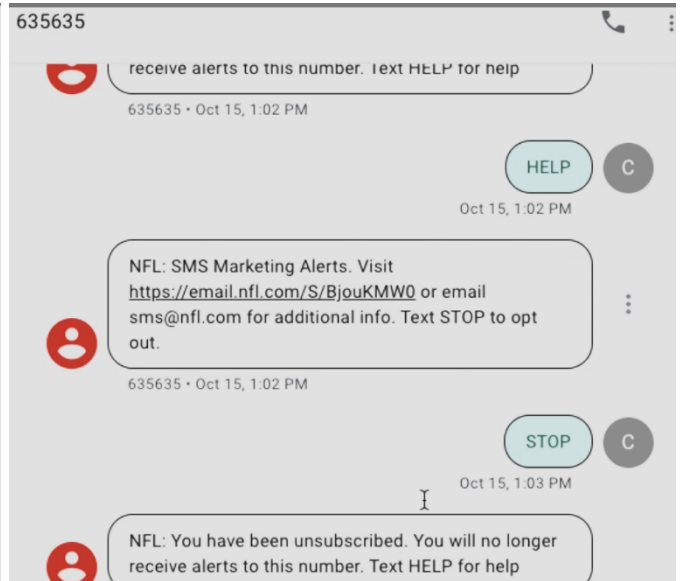 635635
receive alerts to this number. Text HELP for help
635635 • Oct 15, 1:02 PM
HELP
C
Oct 15, 1:02 PM
NFL: SMS Marketing Alerts. Visit
https://email.nfl.com/S/BjouKMW0 or email
sms@nfl.com for additional info. Text STOP to opt
out.
635635 • Oct 15, 1:02 PM
STOP
C
Oct 15, 1:03 PM
NFL: You have been unsubscribed. You will no longer
receive alerts to this number. Text HELP for help